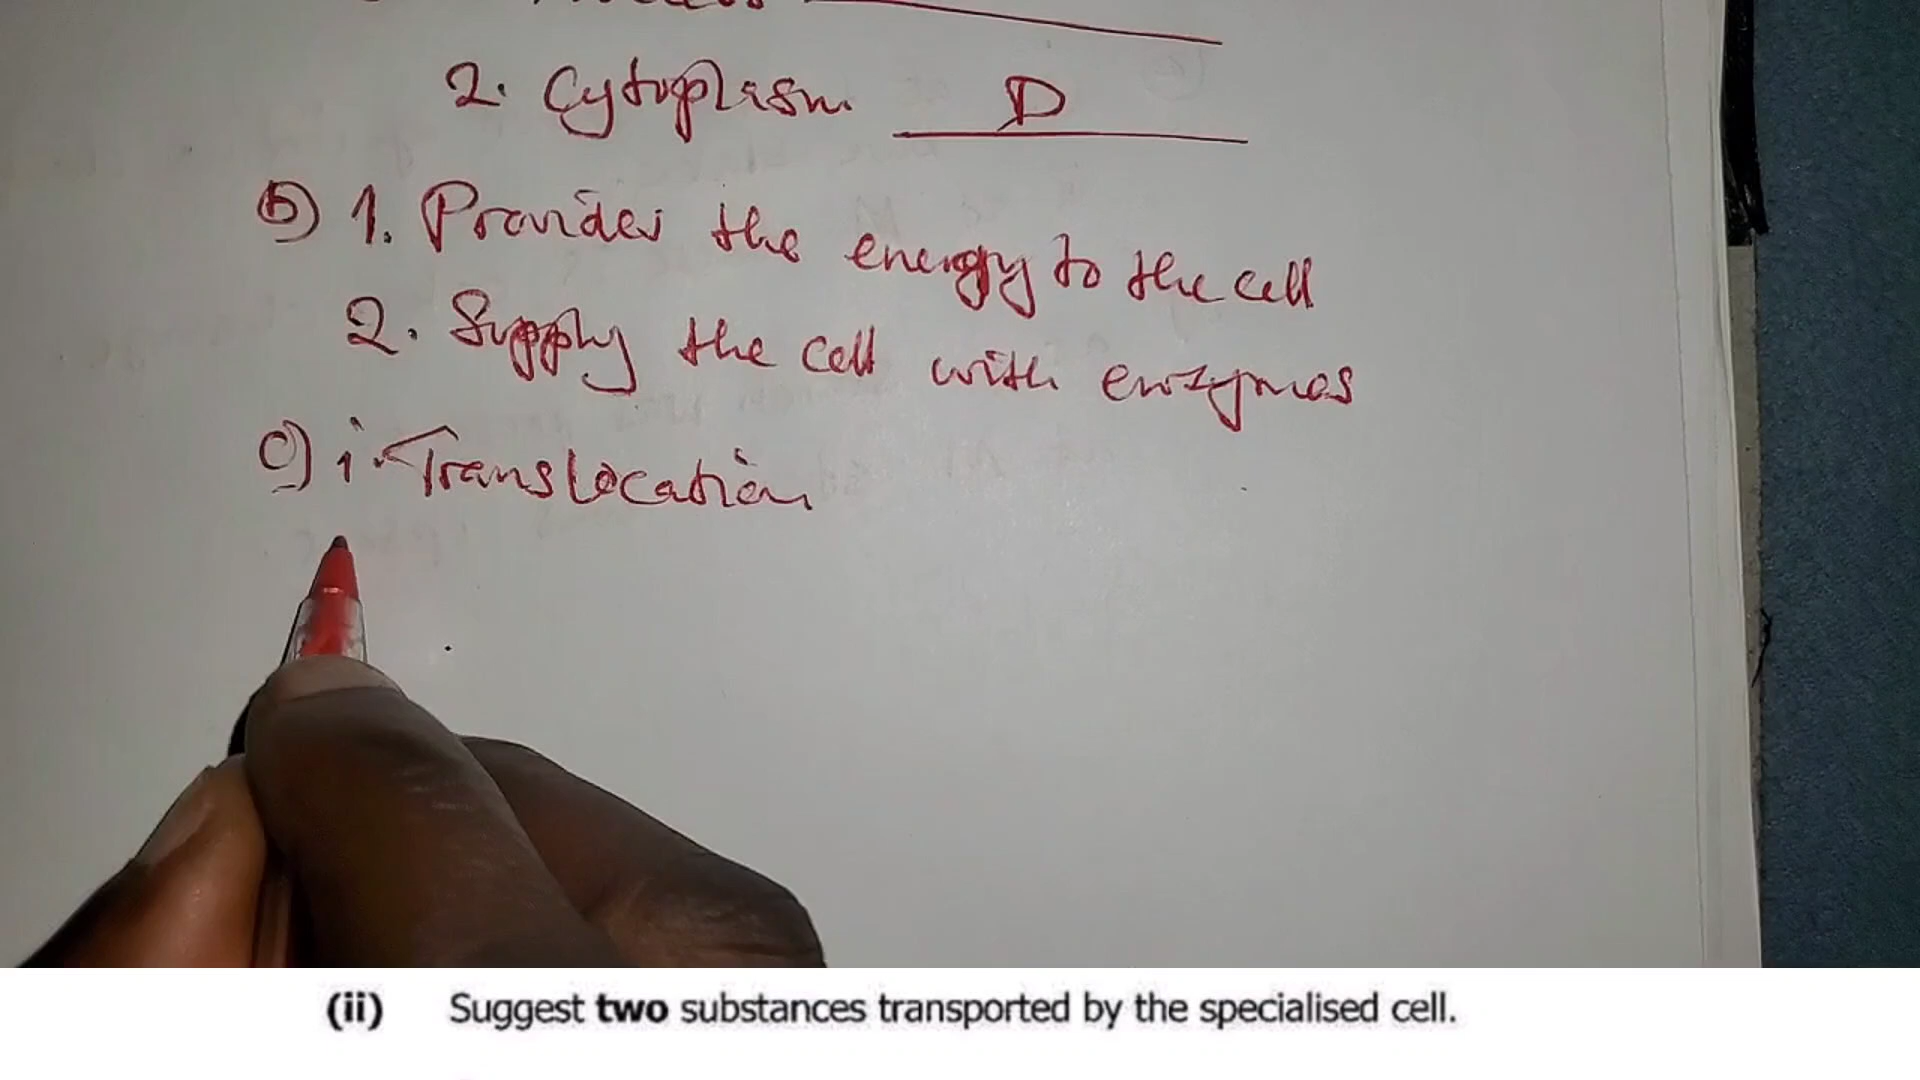 2. Cytoplasm D
b) 1. Provides the energy to the cell
2. Supply the cell with enzymes
c) i. Translocation
(ii) Suggest two substances transported by the specialised cell.